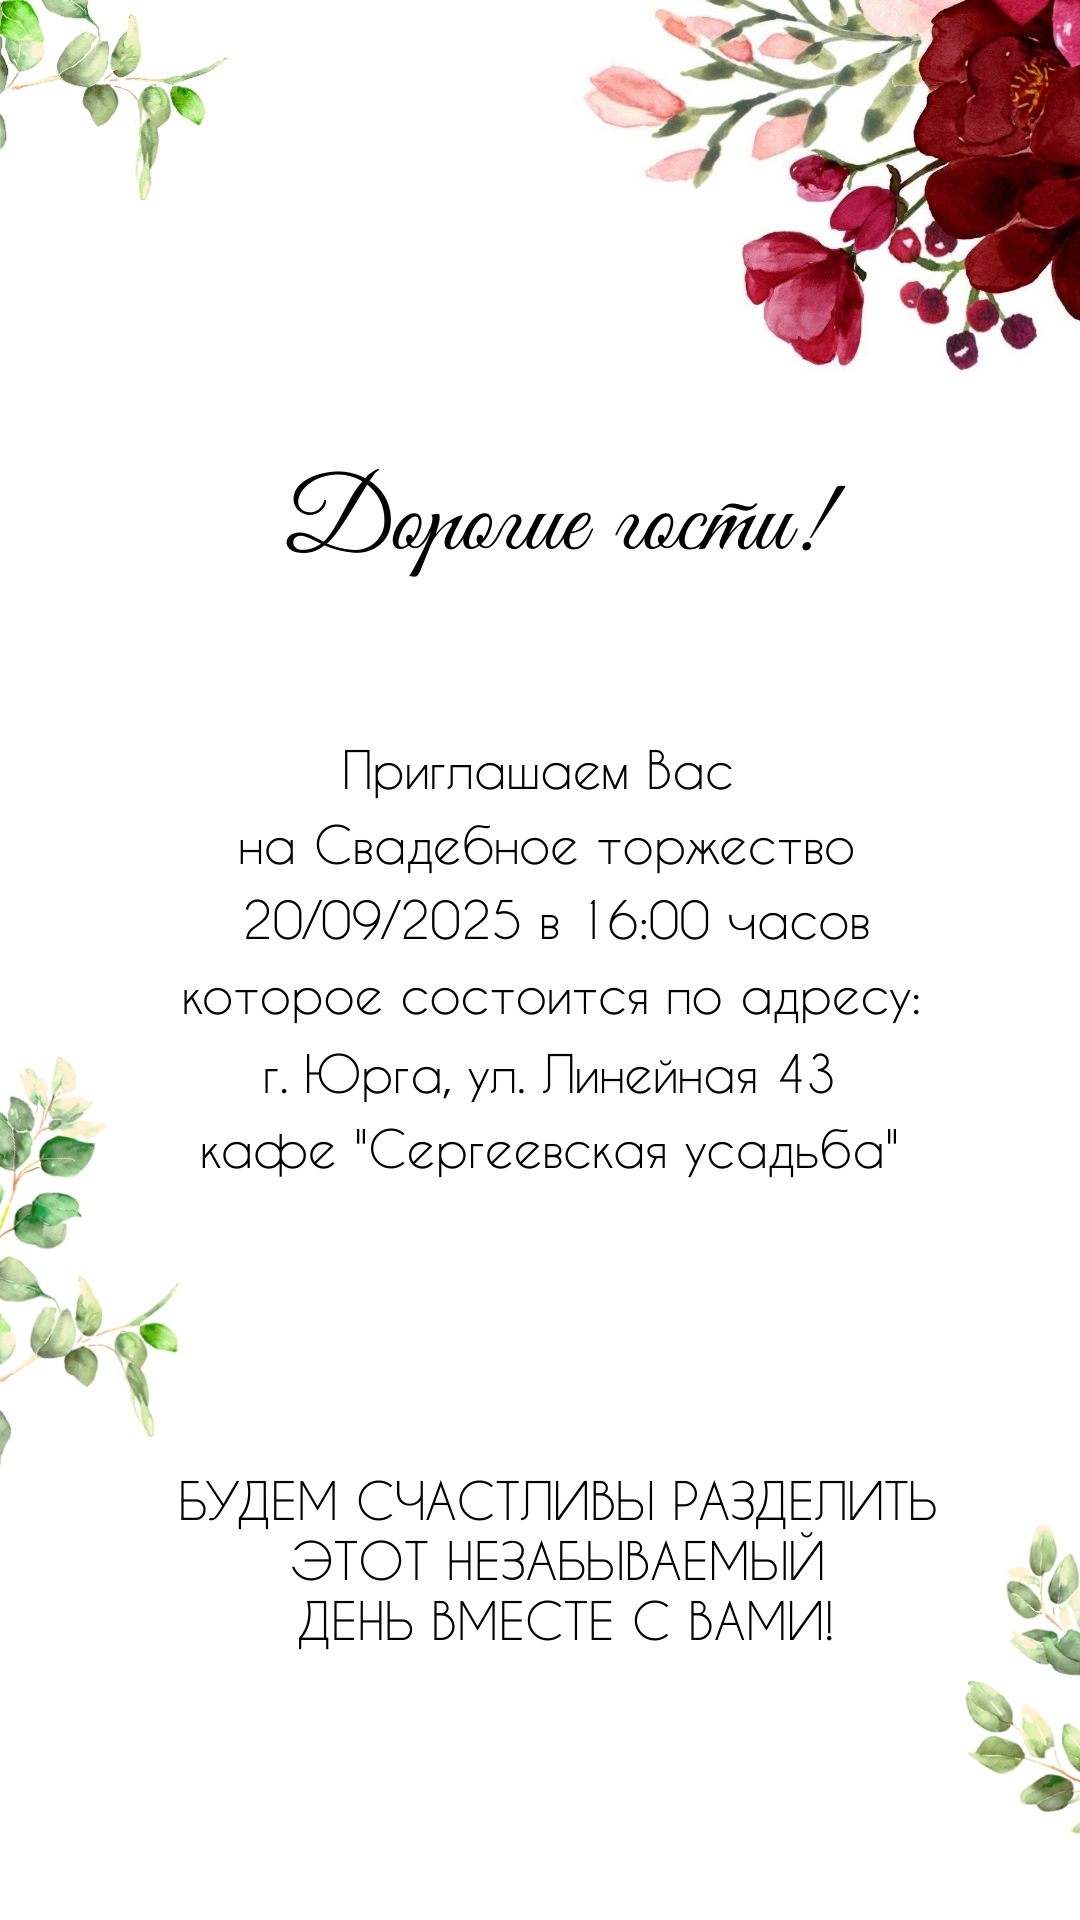 Дорогие гости!
Приглашаем Вас
на Свадебное торжество
20/09/2025 в 16:00 часов
которое состоится по адресу:
г. Юрга, ул. Линейная 43
кафе "Сергеевская усадьба"
БУДЕМ СЧАСТЛИВЫ РАЗДЕЛИТЬ
ЭТОТ НЕЗАБЫВАЕМЫЙ
ДЕНЬ ВМЕСТЕ С ВАМИ!